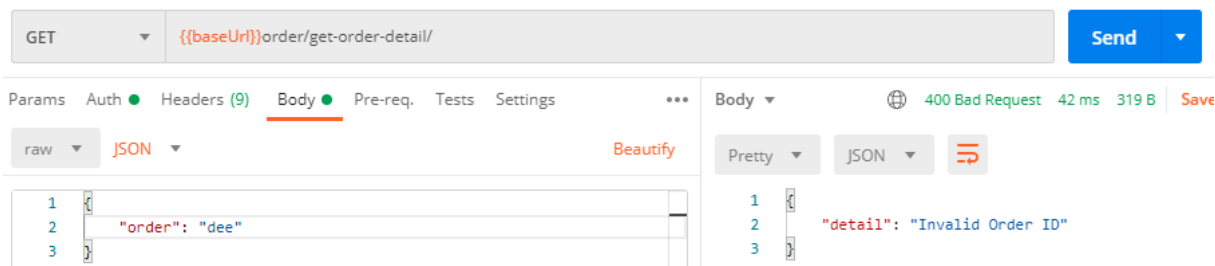 GET {{baseUrl}}order/get-order-detail/ Send
Params Auth Headers (9) Body Pre-req. Tests Settings ••• Body 400 Bad Request 42 ms 319 B Save
raw JSON Beautify Pretty JSON
1 {
2 "order": "dee"
3 }
1 {
2 "detail": "Invalid Order ID"
3 }